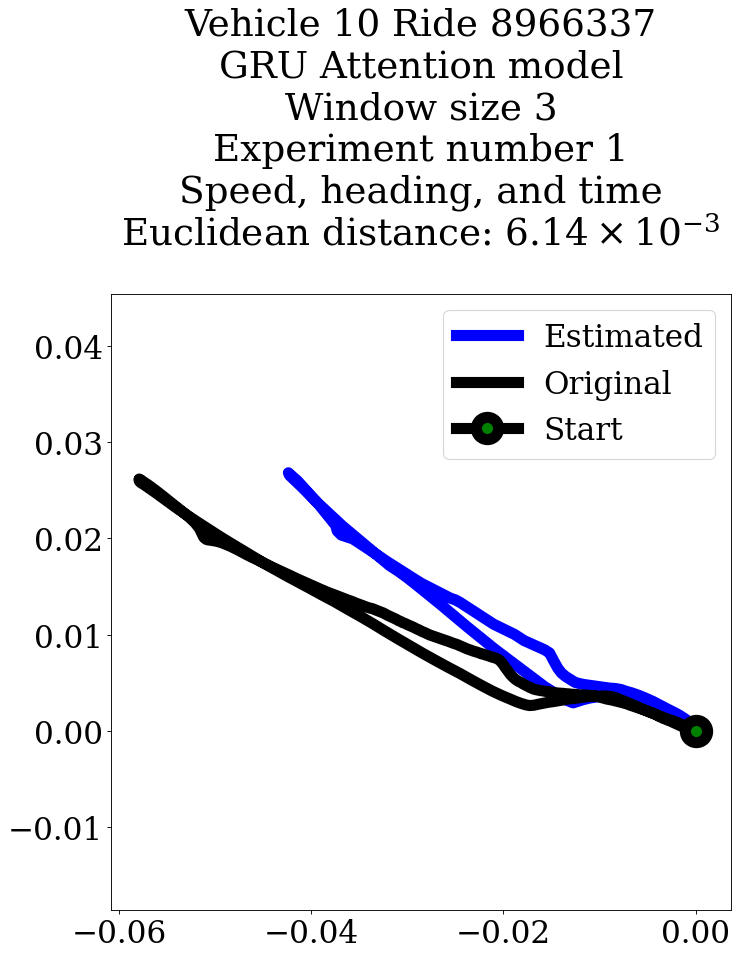 Vehicle 10 Ride 8966337
GRU Attention model
Window size 3
Experiment number 1
Speed, heading, and time
Euclidean distance: 6.14 × 10⁻³
Estimated
Original
Start
0.04
0.03
0.02
0.01
0.00
−0.01
−0.06
−0.04
−0.02
0.00